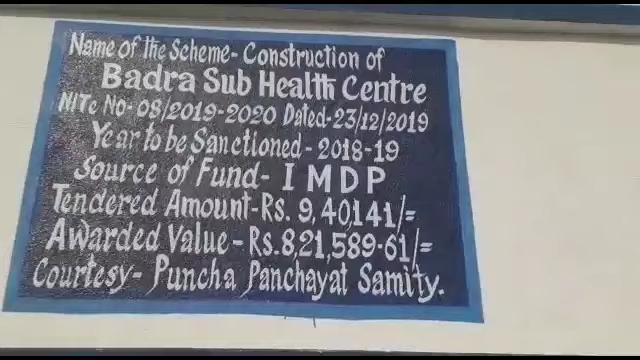 Name of the Scheme- Construction of
Badra Sub Health Centre
NITe No- 08/2019-2020 Dated-23/12/2019
Year to be Sanctioned - 2018-19
Source of Fund- IMDP
Tendered Amount-Rs. 9,40141/=
Awarded Value - Rs.8,21,589-61/=
Courtesy- Puncha Panchayat Samity.